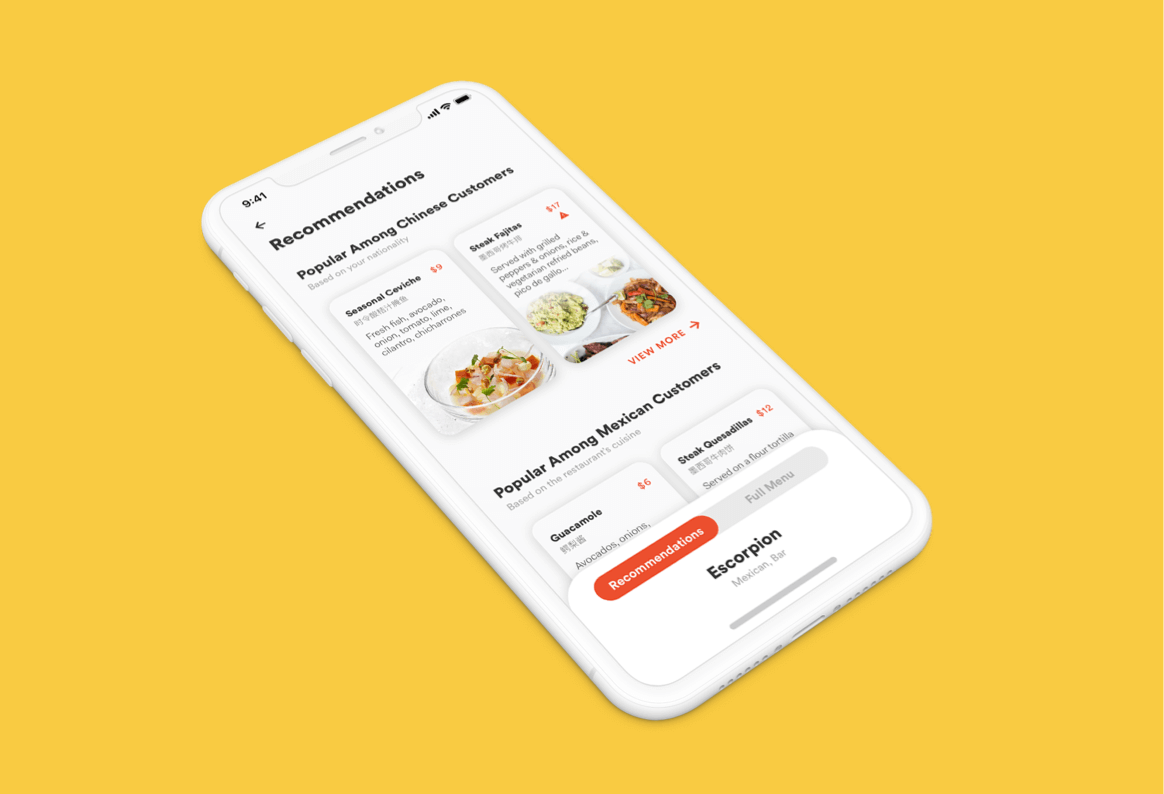 9:41
Recommendations
Popular Among Chinese Customers
Based on your nationality
Seasonal Ceviche $9
时令酸桔汁腌鱼
Fresh fish, avocado,
onion, tomato, lime,
cilantro, chicharrones
Steak Fajitas $17
墨西哥烤牛排
Served with grilled
peppers & onions, rice &
vegetarian refried beans,
pico de gallo...
VIEW MORE
Popular Among Mexican Customers
Based on the restaurant's cuisine
Guacamole $6
鳄梨酱
Avocados, onions,
Steak Quesadillas $12
墨西哥牛肉饼
Served on a flour tortilla
Recommendations Full Menu
Escorpion
Mexican, Bar